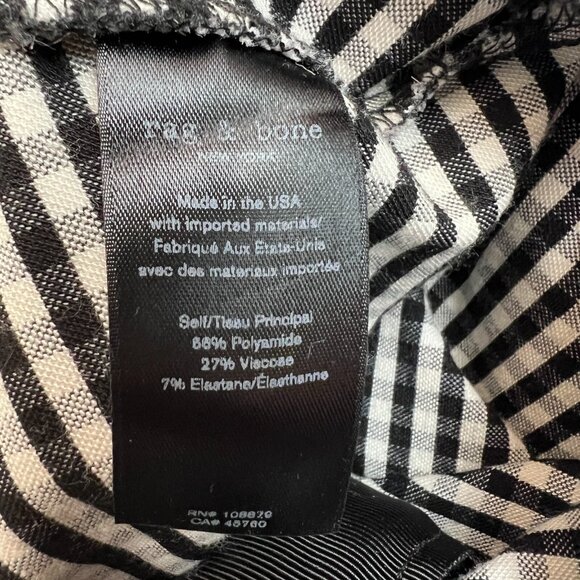 rag & bone
NEW YORK
Made in the USA
with imported materials/
Fabriqué Aux Etats-Unis
avec des materiaux importée
Self/Tissu Principal
66% Polyamide
27% Viscose
7% Elastane/Élasthanne
RN# 108829
CA# 45760